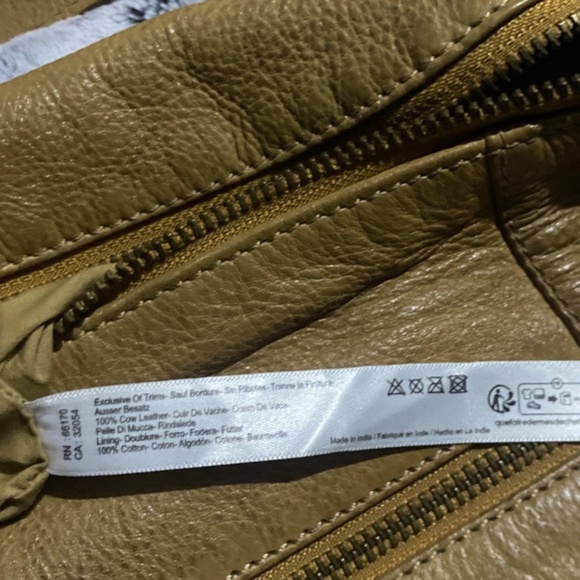 RN : 66170
CA : 32054
Exclusive Of Trims- Sauf Bordure- Sin Ribetes- Tranne la Finitura
Ausser Besatz
100% Cow Leather- Cuir De Vache- Cuero De Vaca-
Pelle Di Mucca- Rindsleder
Lining- Doublure- Forro- Fodera- Futter
100% Cotton- Coton- Algodón- Cotone- Baumwolle
Made in India / Fabriqué en Inde / Hecho en La India
quefairedemesdeche